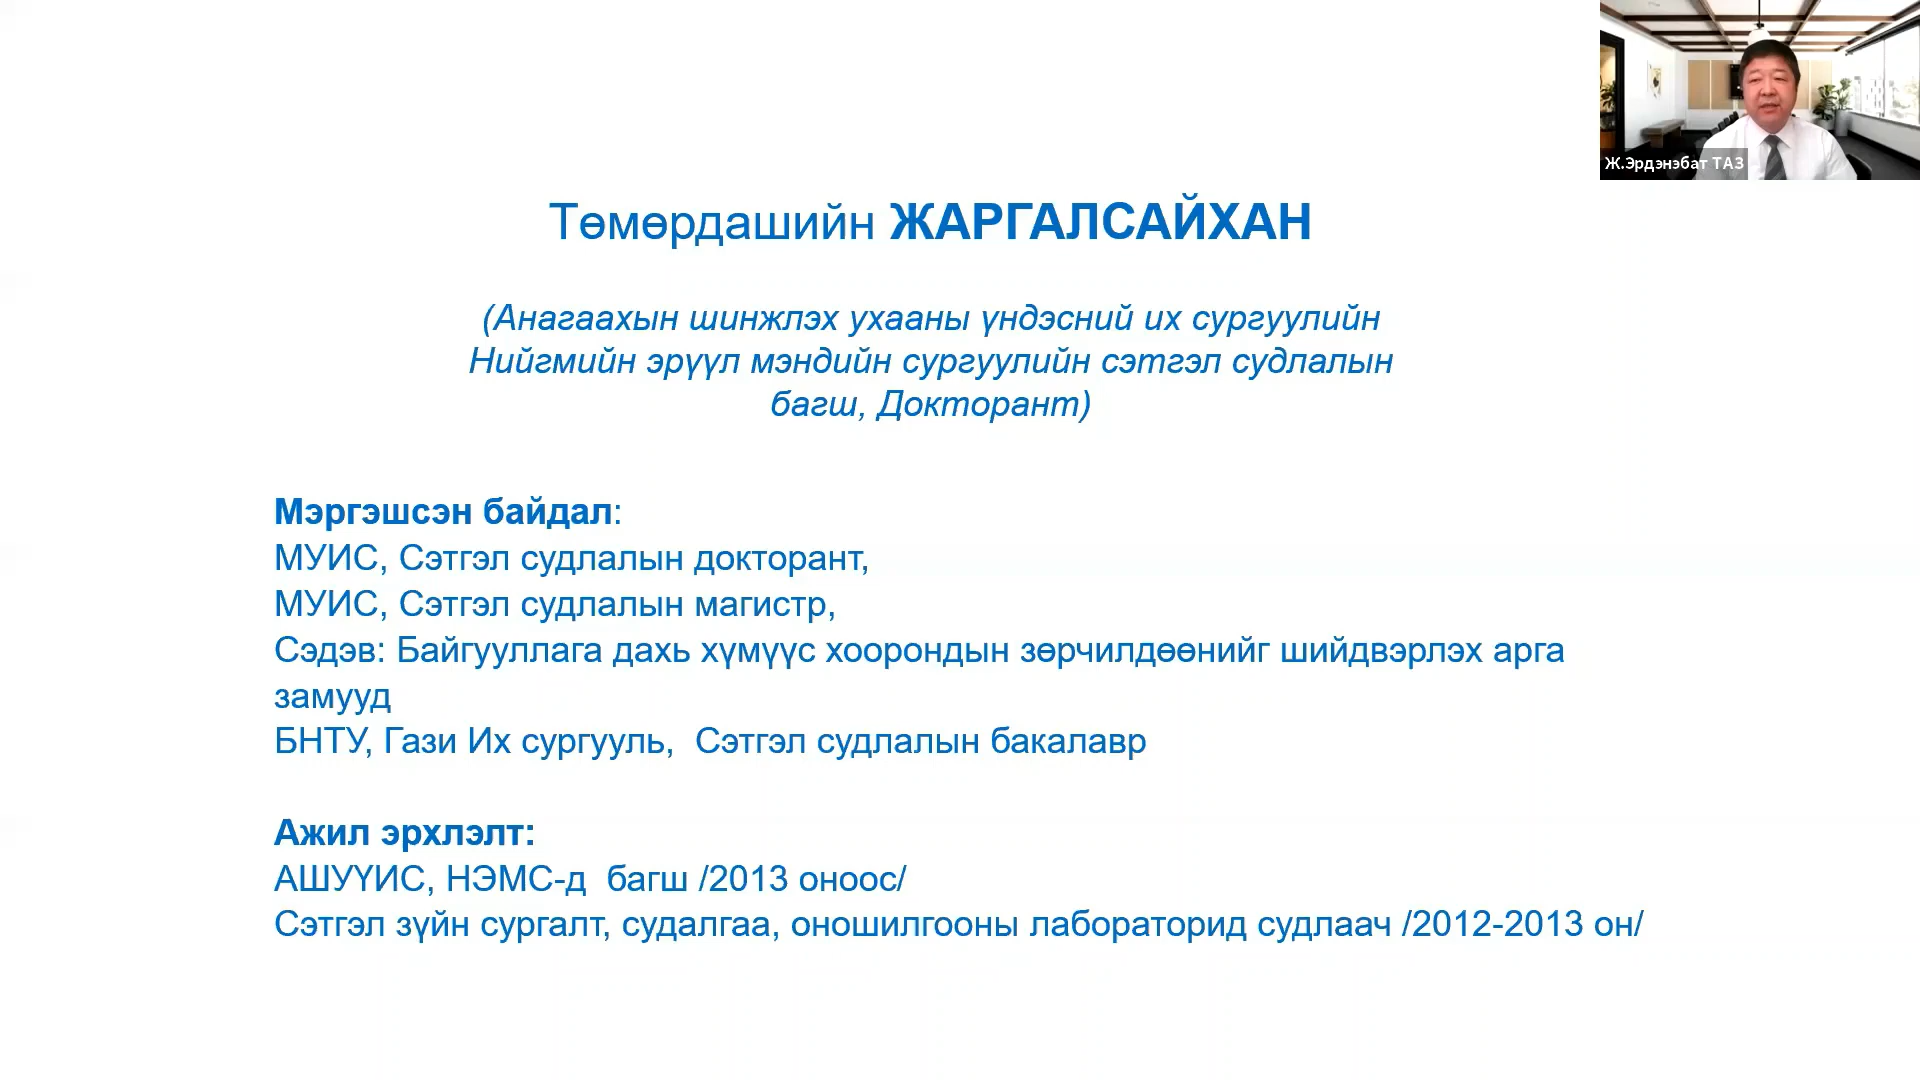 Ж.Эрдэнэбат ТАЗ
Төмөрдашийн ЖАРГАЛСАЙХАН
(Анагаахын шинжлэх ухааны үндэсний их сургуулийн
Нийгмийн эрүүл мэндийн сургуулийн сэтгэл судлалын
багш, Докторант)
Мэргэшсэн байдал:
МУИС, Сэтгэл судлалын докторант,
МУИС, Сэтгэл судлалын магистр,
Сэдэв: Байгууллага дахь хүмүүс хоорондын зөрчилдөөнийг шийдвэрлэх арга
замууд
БНТУ, Гази Их сургууль,  Сэтгэл судлалын бакалавр
Ажил эрхлэлт:
АШУҮИС, НЭМС-д  багш /2013 оноос/
Сэтгэл зүйн сургалт, судалгаа, оношилгооны лабораторид судлаач /2012-2013 он/